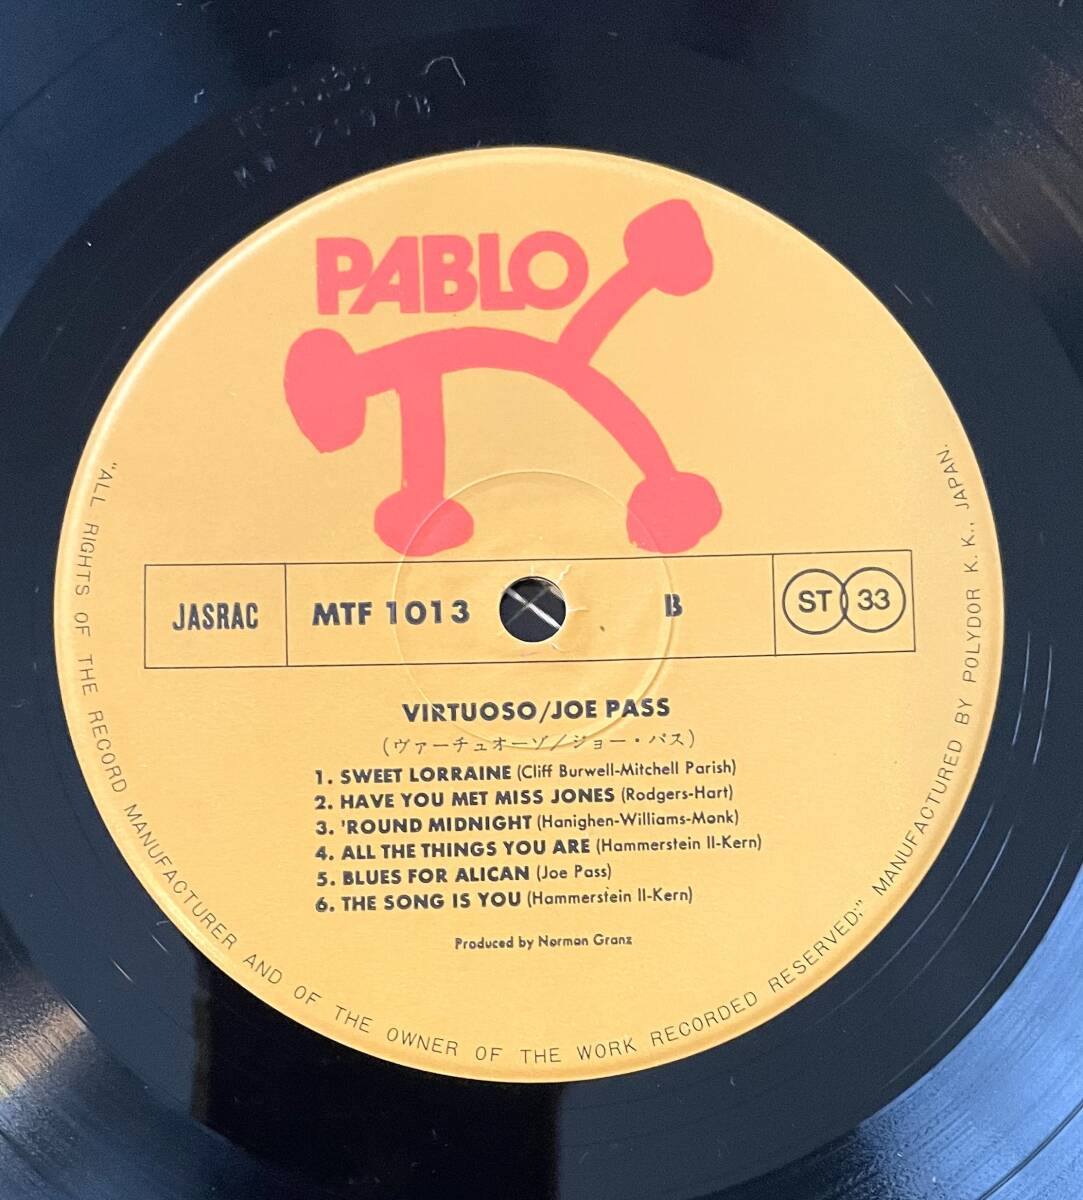 PABLO
JASRAC
MTF 1013
B
ST 33
VIRTUOSO/JOE PASS
(ヴァーチュオーゾ/ジョー・パス)
1. SWEET LORRAINE (Cliff Burwell-Mitchell Parish)
2. HAVE YOU MET MISS JONES (Rodgers-Hart)
3. 'ROUND MIDNIGHT (Hanighen-Williams-Monk)
4. ALL THE THINGS YOU ARE (Hammerstein II-Kern)
5. BLUES FOR ALICAN (Joe Pass)
6. THE SONG IS YOU (Hammerstein II-Kern)
Produced by Norman Granz
"ALL RIGHTS OF THE RECORD MANUFACTURER AND OF THE OWNER OF THE WORK RECORDED RESERVED;" MANUFACTURED BY POLYDOR K.K., JAPAN.